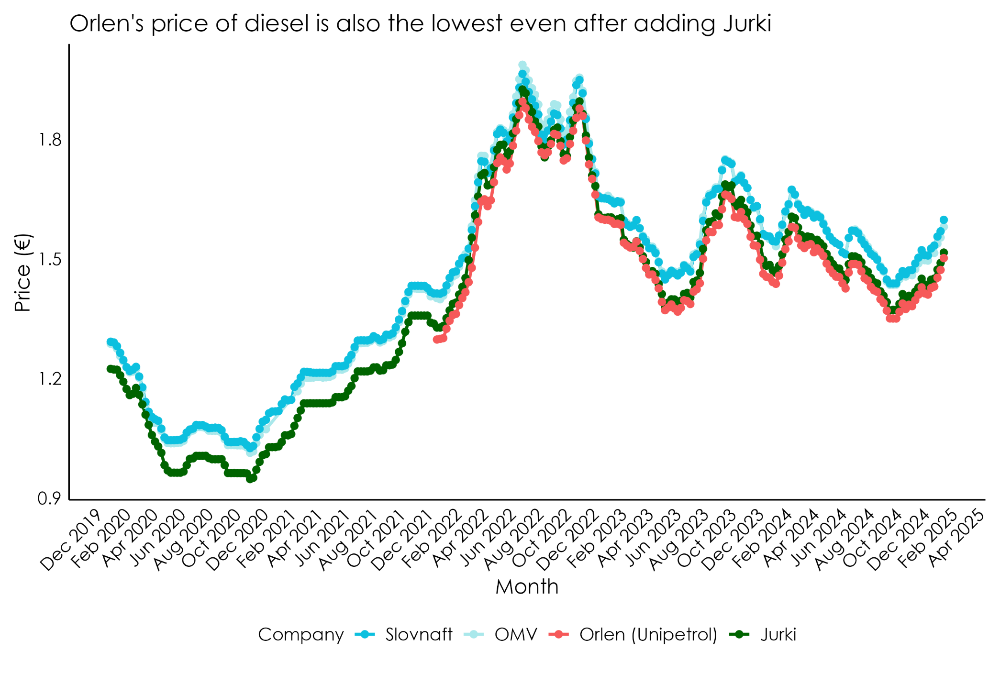 Orlen's price of diesel is also the lowest even after adding Jurki
Price (€)
1.8
1.5
1.2
0.9
Dec 2019
Feb 2020
Apr 2020
Jun 2020
Aug 2020
Oct 2020
Dec 2020
Feb 2021
Apr 2021
Jun 2021
Aug 2021
Oct 2021
Dec 2021
Feb 2022
Apr 2022
Jun 2022
Aug 2022
Oct 2022
Dec 2022
Feb 2023
Apr 2023
Jun 2023
Aug 2023
Oct 2023
Dec 2023
Feb 2024
Apr 2024
Jun 2024
Aug 2024
Oct 2024
Dec 2024
Feb 2025
Apr 2025
Month
Company Slovnaft OMV Orlen (Unipetrol) Jurki